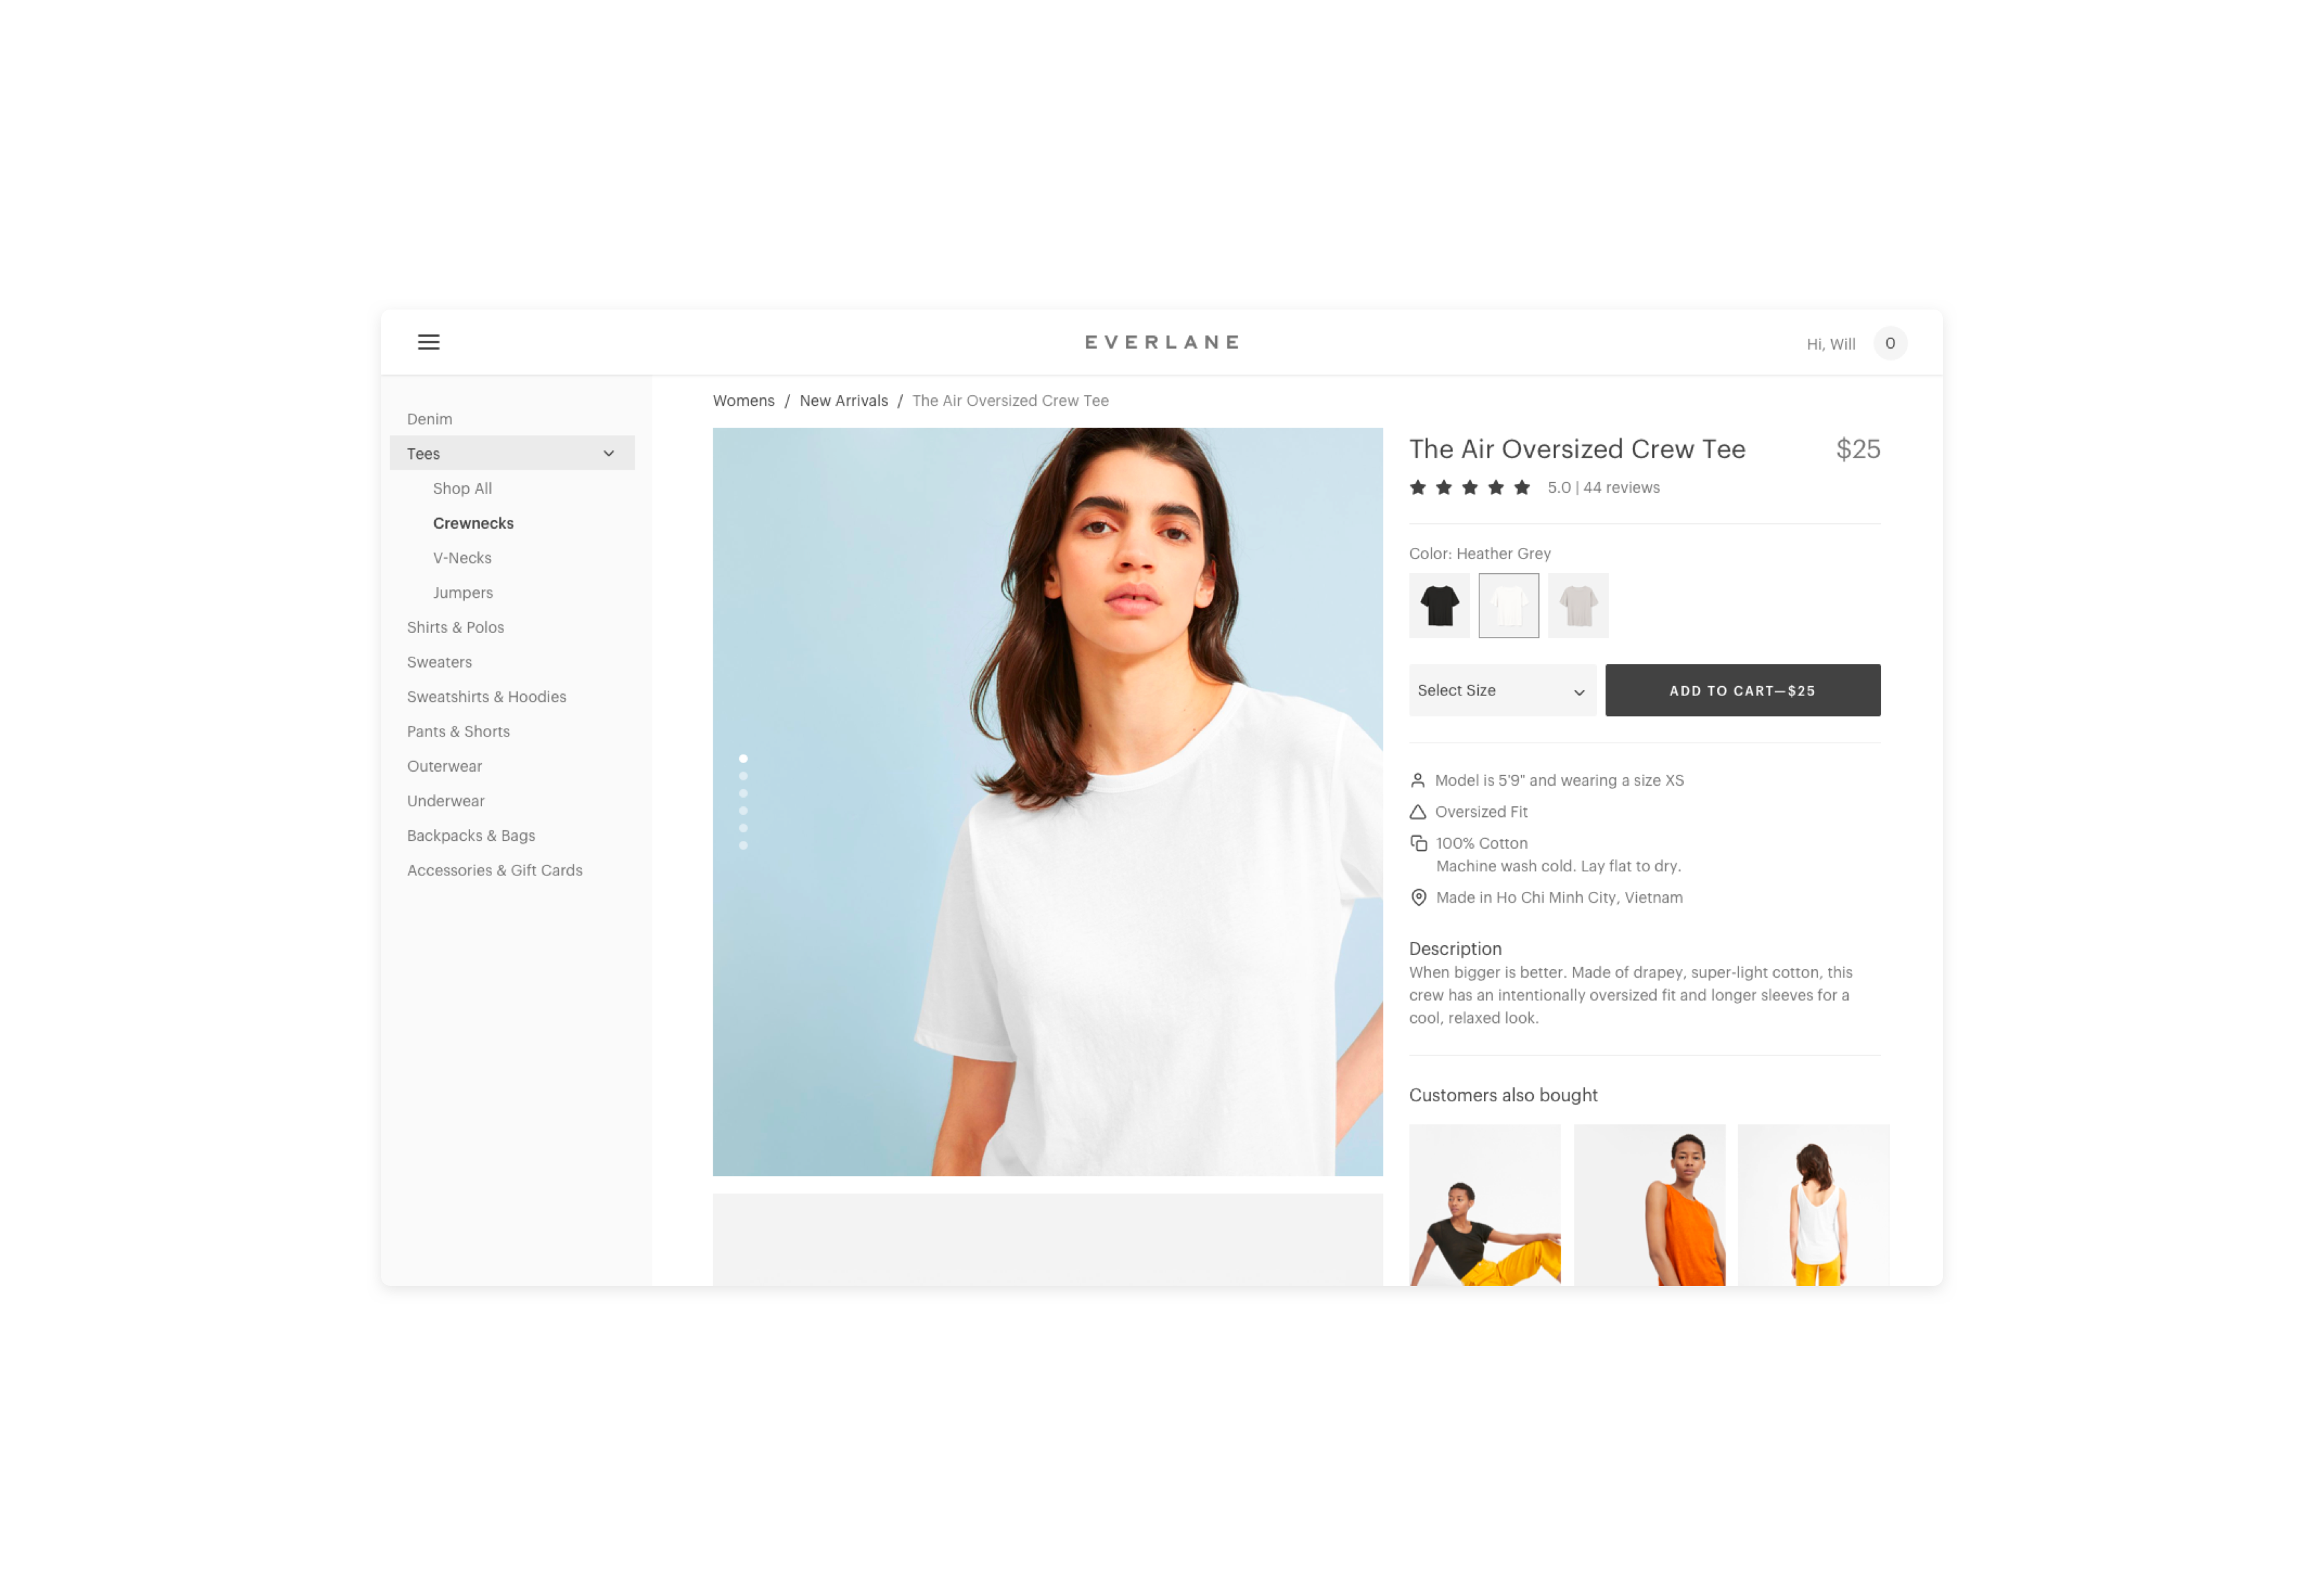 EVERLANE
Hi, Will
0
Denim
Tees
Shop All
Crewnecks
V-Necks
Jumpers
Shirts & Polos
Sweaters
Sweatshirts & Hoodies
Pants & Shorts
Outerwear
Underwear
Backpacks & Bags
Accessories & Gift Cards
Womens / New Arrivals / The Air Oversized Crew Tee
The Air Oversized Crew Tee
$25
5.0 | 44 reviews
Color: Heather Grey
Select Size
ADD TO CART—$25
Model is 5'9" and wearing a size XS
Oversized Fit
100% Cotton
Machine wash cold. Lay flat to dry.
Made in Ho Chi Minh City, Vietnam
Description
When bigger is better. Made of drapey, super-light cotton, this
crew has an intentionally oversized fit and longer sleeves for a
cool, relaxed look.
Customers also bought